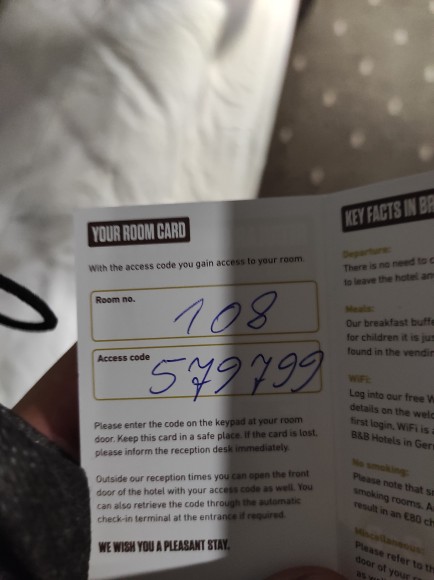 YOUR ROOM CARD
With the access code you gain access to your room.
Room no.
108
Access code
579799
Please enter the code on the keypad at your room
door. Keep this card in a safe place. If the card is lost,
please inform the reception desk immediately.
Outside our reception times you can open the front
door of the hotel with your access code as well. You
can also retrieve the code through the automatic
check-in terminal at the entrance if required.
WE WISH YOU A PLEASANT STAY.
KEY FACTS IN
Departure:
There is no need to
to leave the hotel
Meals:
Our breakfast
for children it is
found in the
WiFi:
Log into our free
details on the
first login. WiFi is
B&B Hotels in
No smoking:
Please note that
smoking rooms.
result in an €80
Miscellaneous:
Please refer to
door of your